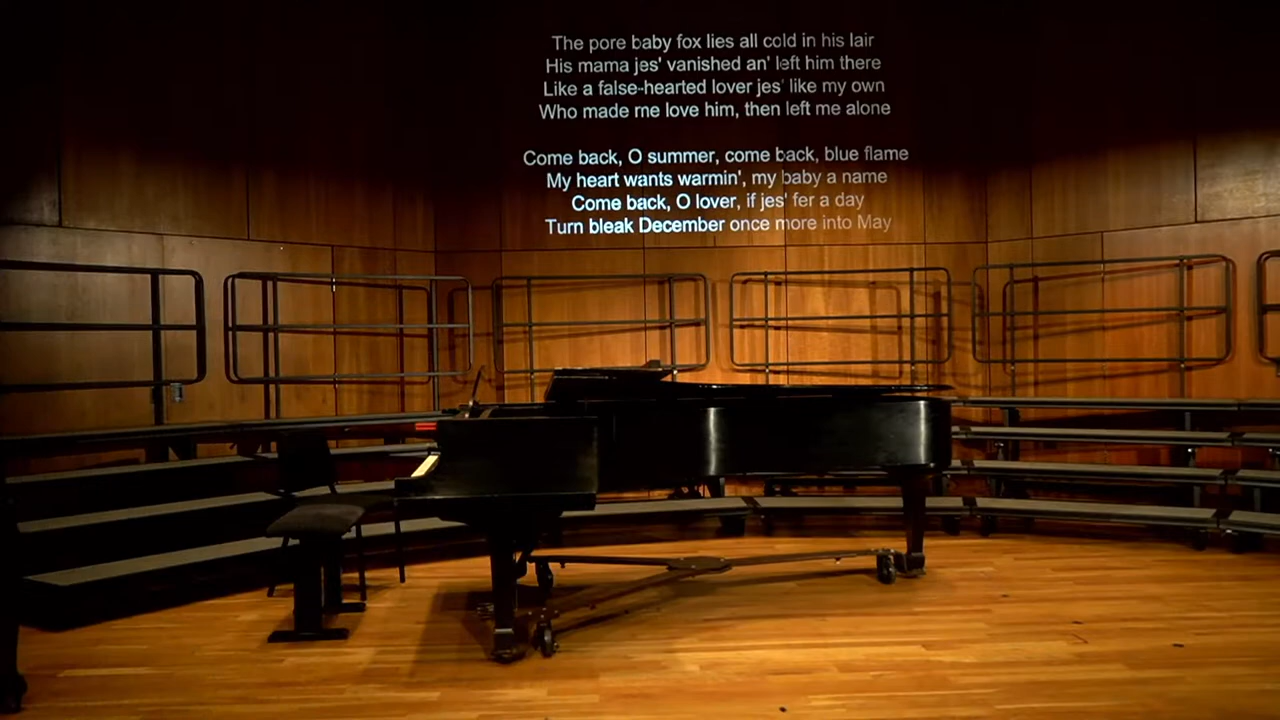 The pore baby fox lies all cold in his lair
His mama jes' vanished an' left him there
Like a false-hearted lover jes' like my own
Who made me love him, then left me alone
Come back, O summer, come back, blue flame
My heart wants warmin', my baby a name
Come back, O lover, if jes' fer a day
Turn bleak December once more into May